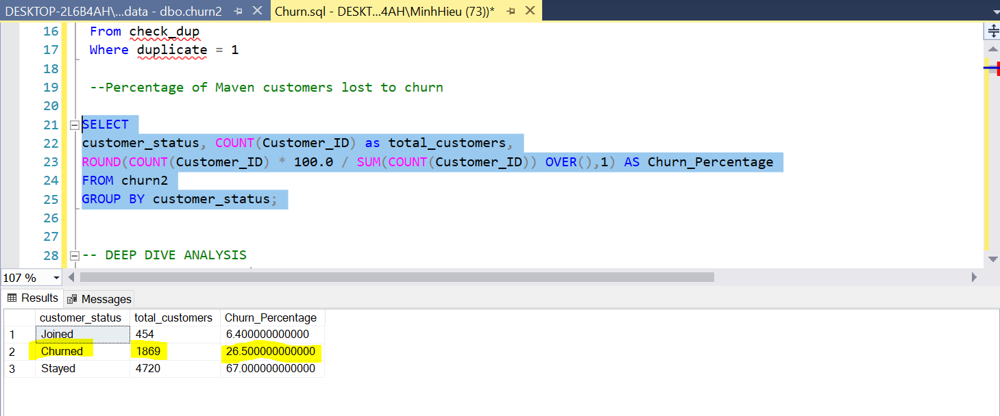 DESKTOP-2L6B4AH\...data - dbo.churn2 Churn.sql - DESKT...4AH\MinhHieu (73))*
16 From check_dup
17 Where duplicate = 1
18
19 --Percentage of Maven customers lost to churn
20
21 SELECT
22 customer_status, COUNT(Customer_ID) as total_customers,
23 ROUND(COUNT(Customer_ID) * 100.0 / SUM(COUNT(Customer_ID)) OVER(),1) AS Churn_Percentage
24 FROM churn2
25 GROUP BY customer_status;
26
27
28 -- DEEP DIVE ANALYSIS
107 %
Results Messages
customer_status total_customers Churn_Percentage
1 Joined 454 6.400000000000
2 Churned 1869 26.500000000000
3 Stayed 4720 67.000000000000